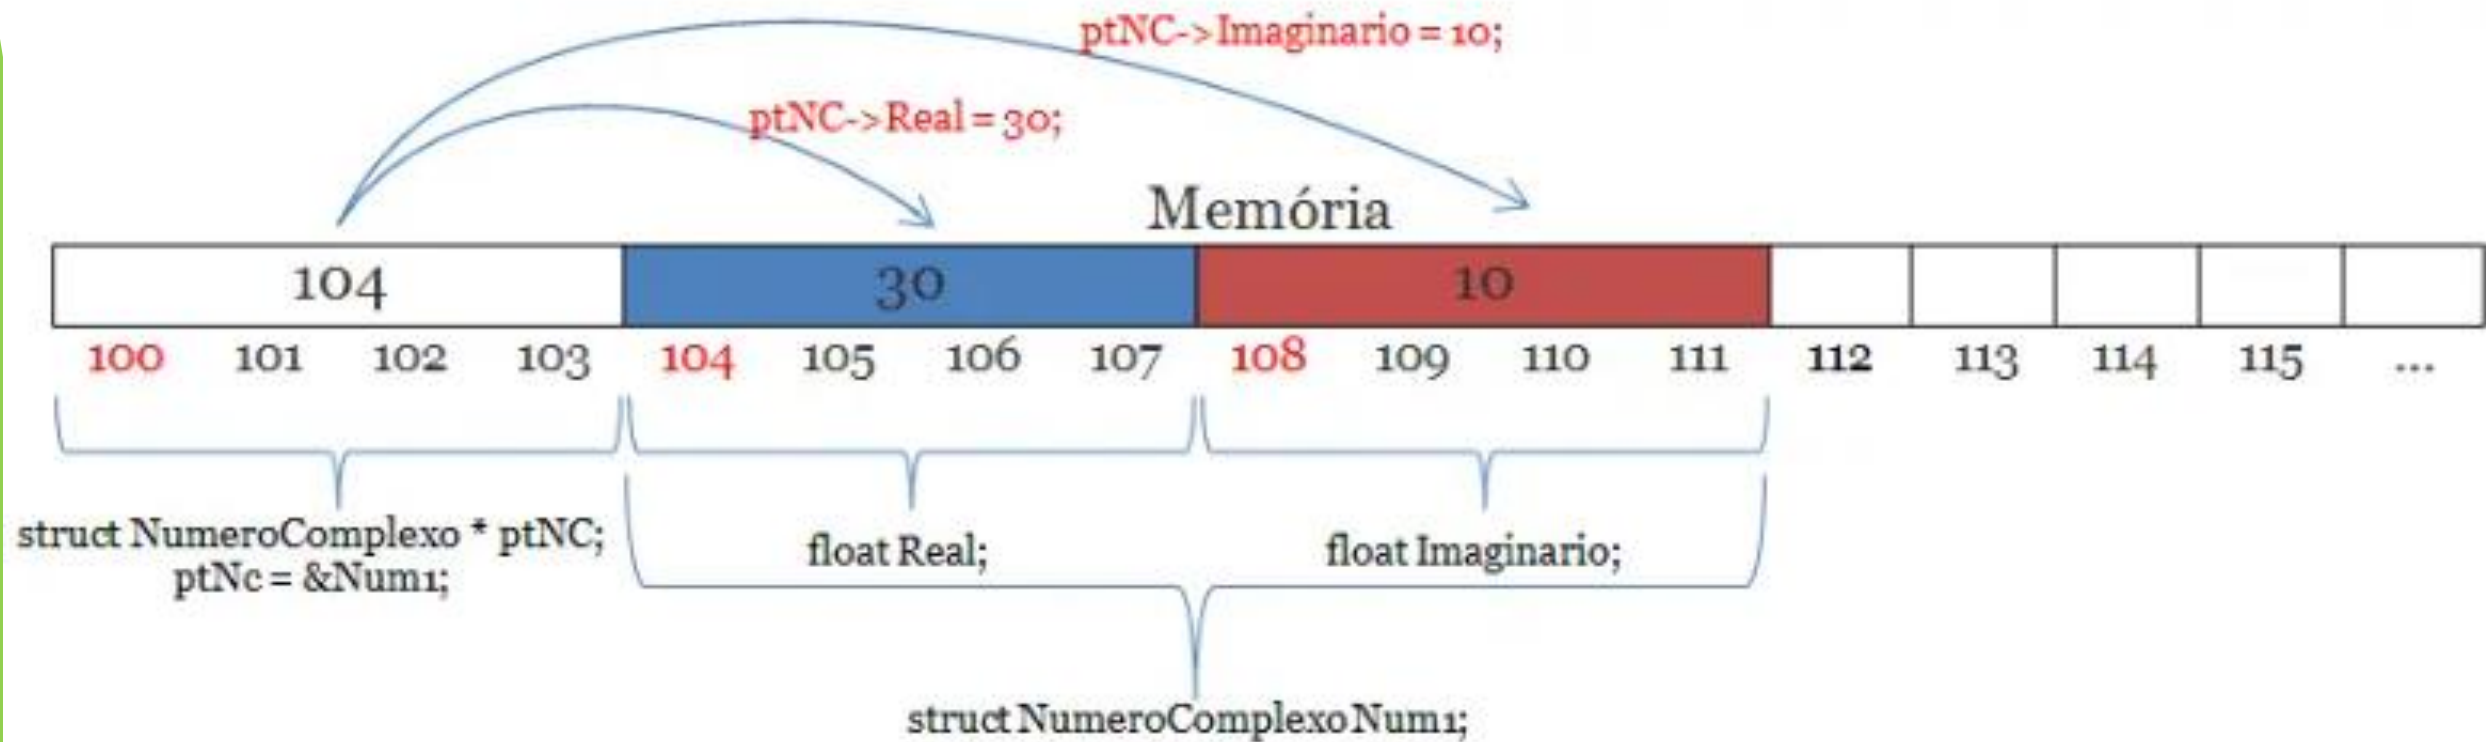 ptNC->Imaginario = 10;
ptNC->Real = 30;
Memória
104 30 10
100 101 102 103 104 105 106 107 108 109 110 111 112 113 114 115 ...
struct NumeroComplexo * ptNC;
ptNc = &Num1;
float Real;
float Imaginario;
struct NumeroComplexo Num1;